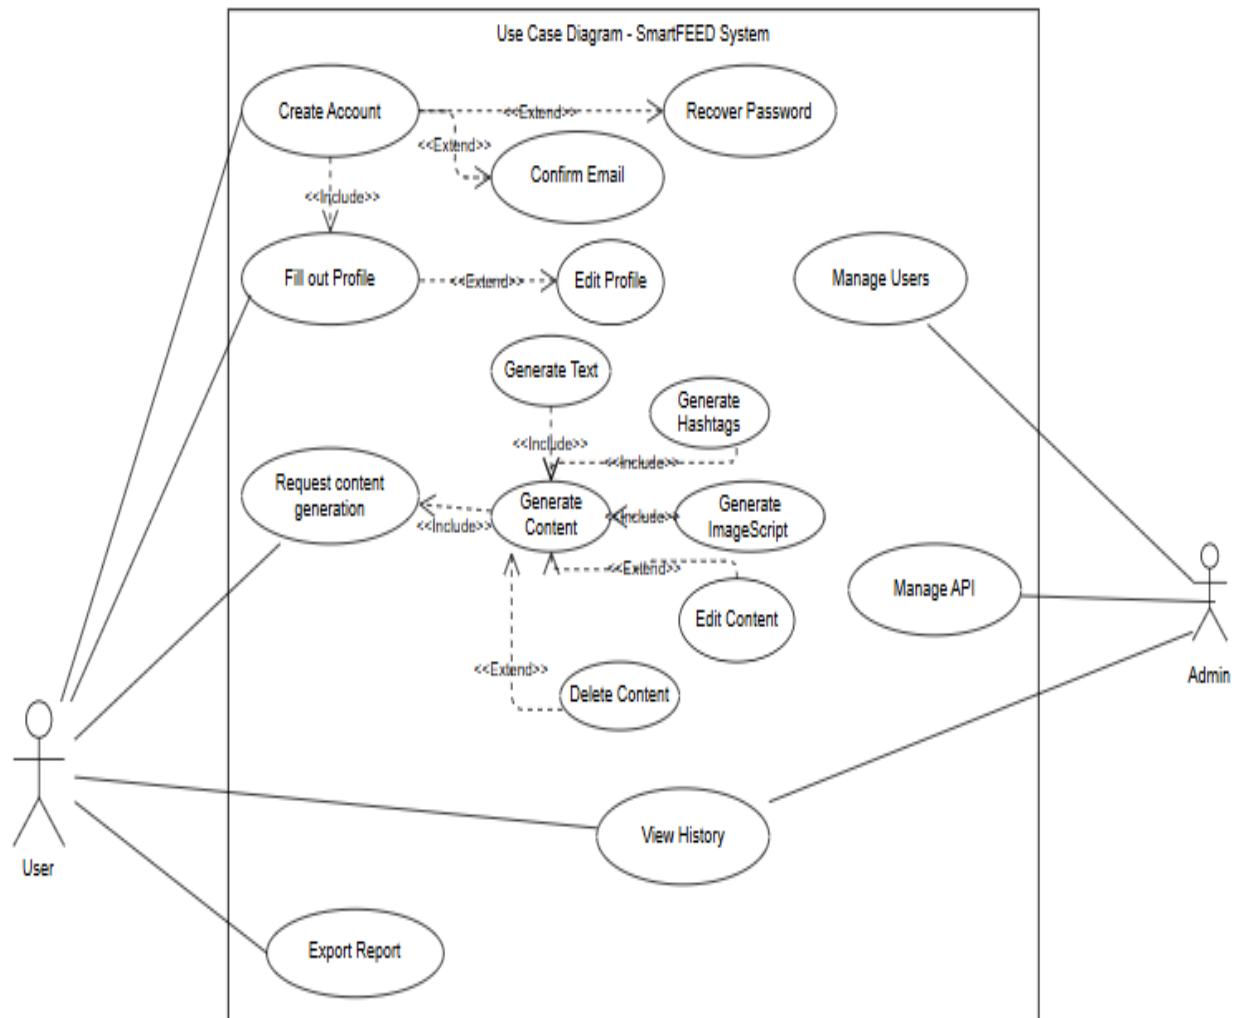 Use Case Diagram - SmartFEED System
Create Account
<<Extend>>
Recover Password
<<Extend>>
Confirm Email
<<Include>>
Fill out Profile
<<Extend>>
Edit Profile
Manage Users
Generate Text
Generate
Hashtags
<<Include>>
<<Include>>
Request content
generation
<<Include>>
Generate
Content
<<Include>>
Generate
ImageScript
<<Extend>>
Manage API
Edit Content
<<Extend>>
Delete Content
Admin
View History
User
Export Report